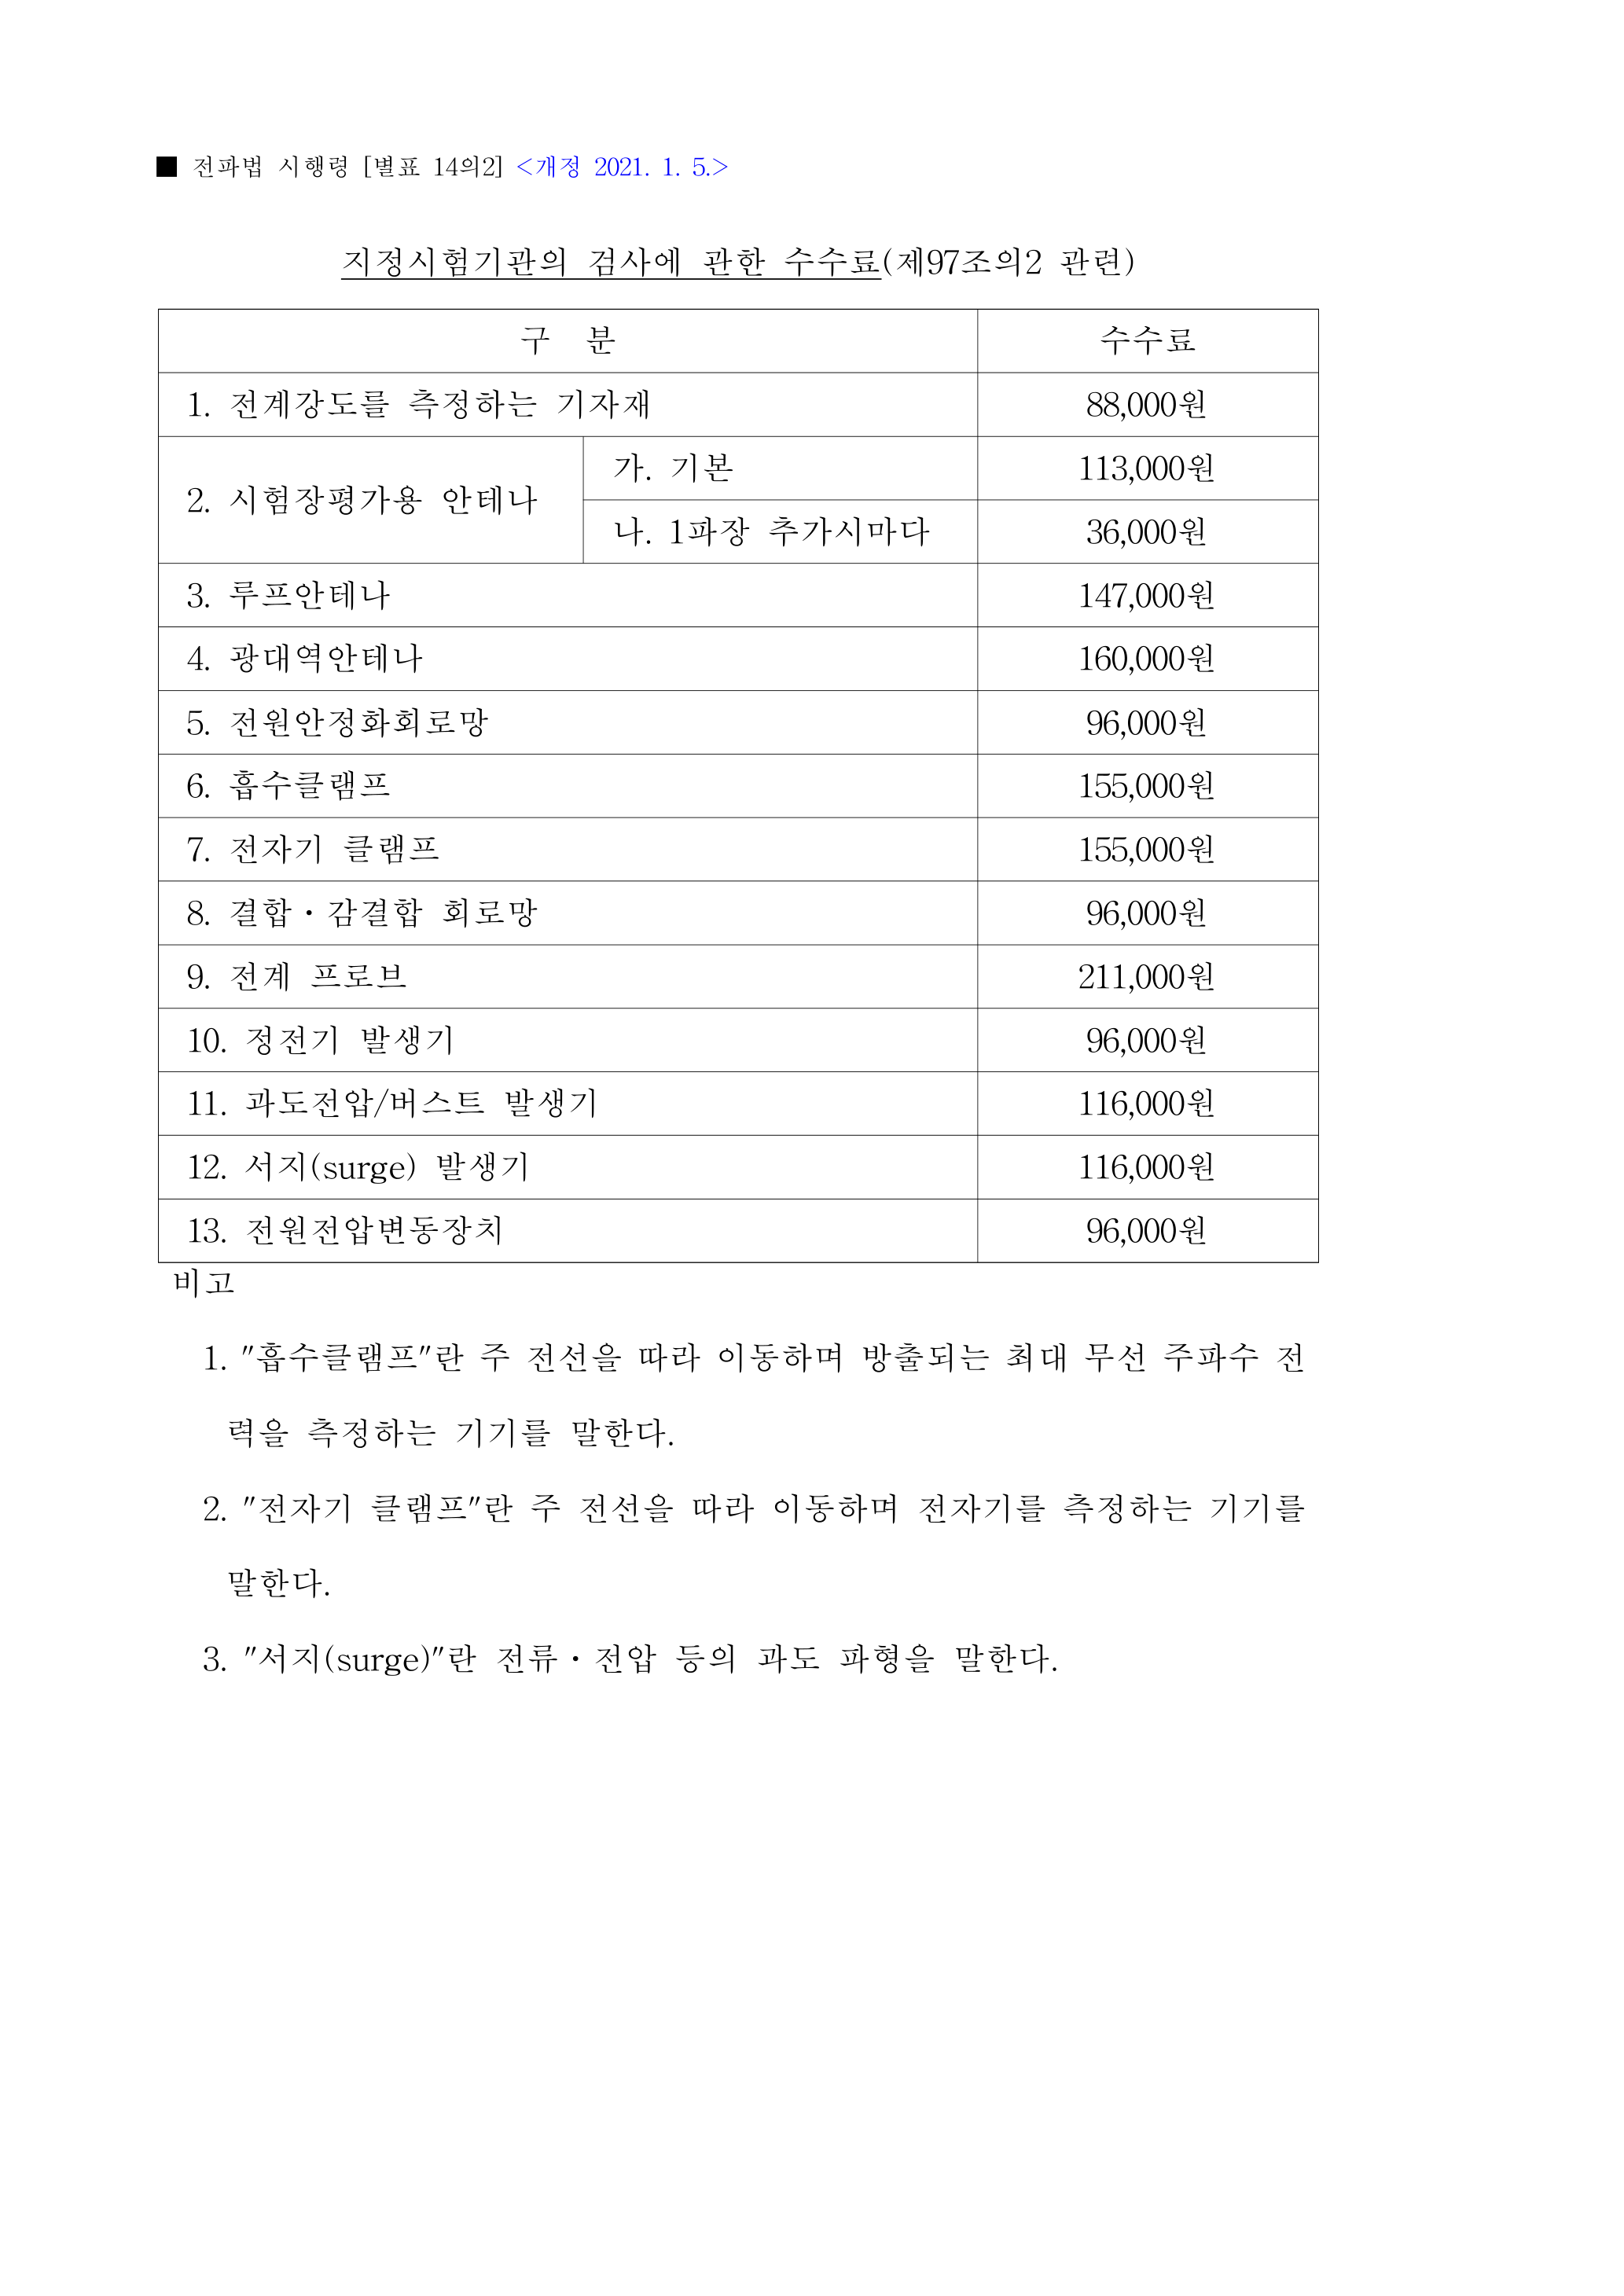 ■ 전파법 시행령 [별표 14의2] <개정 2021. 1. 5.>
지정시험기관의 검사에 관한 수수료(제97조의2 관련)
구 분 수수료
1. 전계강도를 측정하는 기자재 88,000원
2. 시험장평가용 안테나 가. 기본 113,000원
나. 1파장 추가시마다 36,000원
3. 루프안테나 147,000원
4. 광대역안테나 160,000원
5. 전원안정화회로망 96,000원
6. 흡수클램프 155,000원
7. 전자기 클램프 155,000원
8. 결합·감결합 회로망 96,000원
9. 전계 프로브 211,000원
10. 정전기 발생기 96,000원
11. 과도전압/버스트 발생기 116,000원
12. 서지(surge) 발생기 116,000원
13. 전원전압변동장치 96,000원
비고
1. "흡수클램프"란 주 전선을 따라 이동하며 방출되는 최대 무선 주파수 전
력을 측정하는 기기를 말한다.
2. "전자기 클램프"란 주 전선을 따라 이동하며 전자기를 측정하는 기기를
말한다.
3. "서지(surge)"란 전류·전압 등의 과도 파형을 말한다.